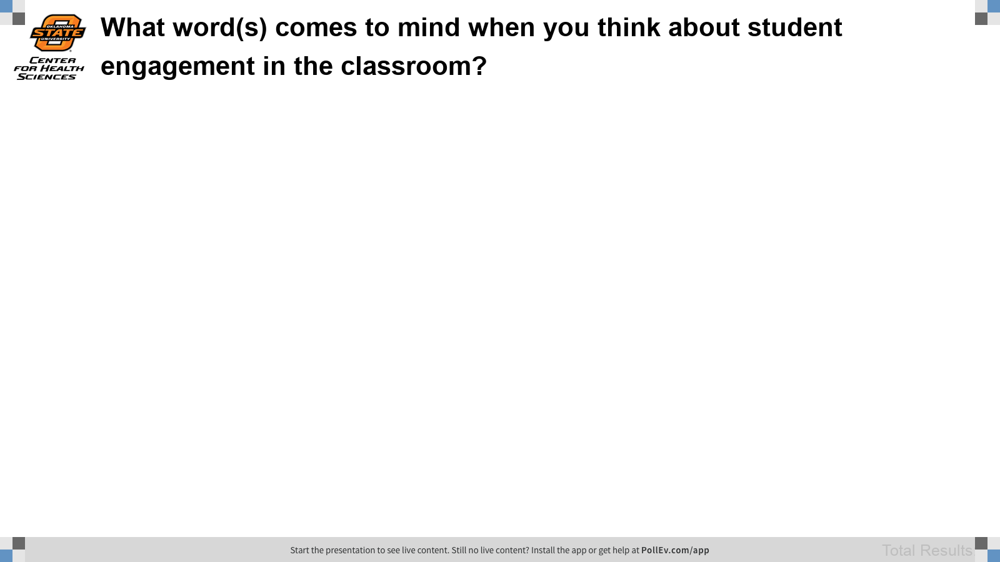 OKLAHOMA
STATE
UNIVERSITY
CENTER
FOR HEALTH
SCIENCES
What word(s) comes to mind when you think about student
engagement in the classroom?
Start the presentation to see live content. Still no live content? Install the app or get help at PollEv.com/app
Total Results: